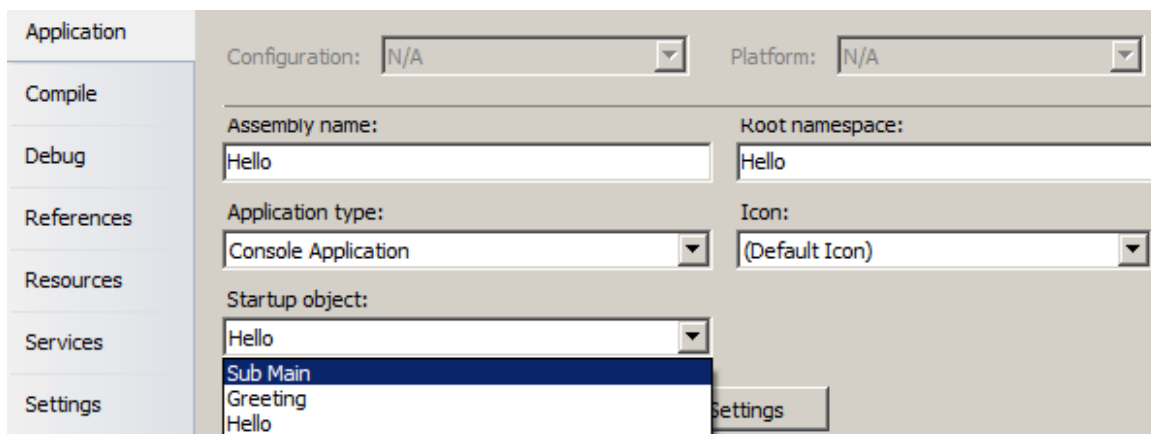 Application
Configuration: N/A Platform: N/A
Compile
Assembly name: Root namespace:
Debug
Hello Hello
References
Application type: Icon:
Console Application (Default Icon)
Resources
Startup object:
Services
Hello
Sub Main
Settings
Greeting
Settings
Hello